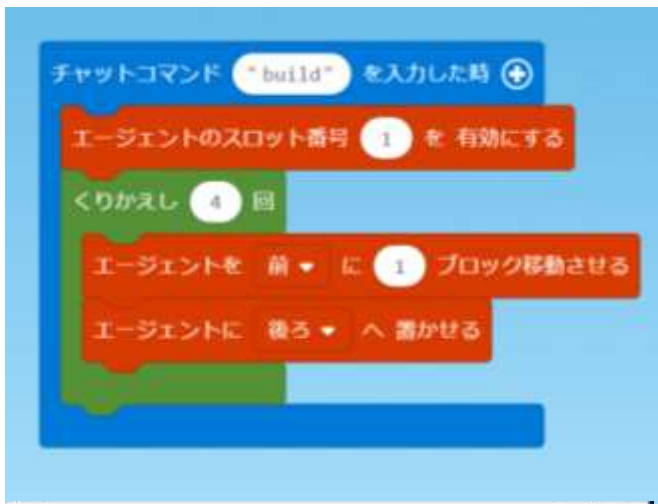 チャットコマンド "build" を入力した時
エージェントのスロット番号 1 を 有効にする
くりかえし 4 回
エージェントを 前 に 1 ブロック移動させる
エージェントに 後ろ へ 置かせる